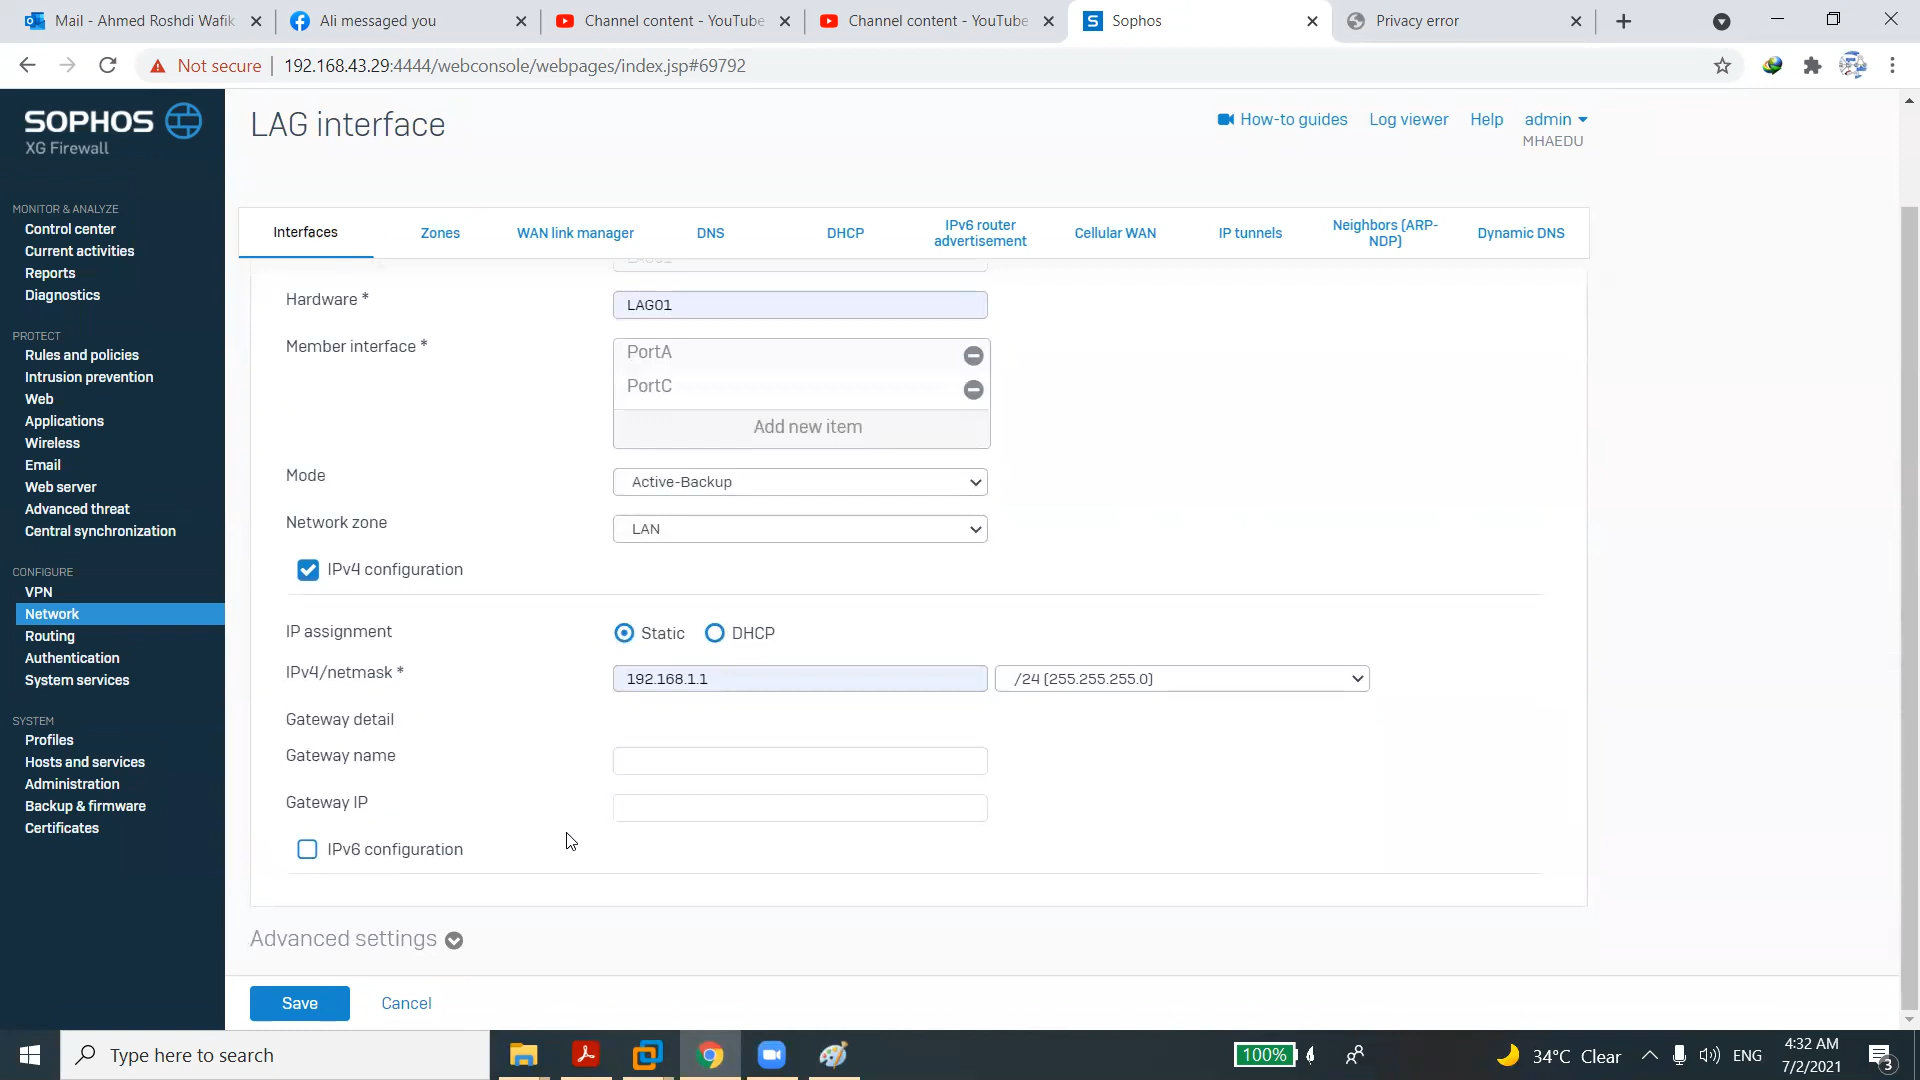 Mail - Ahmed Roshdi Wafik
Ali messaged you
Channel content - YouTube
Channel content - YouTube
S
Sophos
Privacy error
Not secure
192.168.43.29:4444/webconsole/webpages/index.jsp#69792
SOPHOS
XG Firewall
MONITOR & ANALYZE
Control center
Current activities
Reports
Diagnostics
PROTECT
Rules and policies
Intrusion prevention
Web
Applications
Wireless
Email
Web server
Advanced threat
Central synchronization
CONFIGURE
VPN
Network
Routing
Authentication
System services
SYSTEM
Profiles
Hosts and services
Administration
Backup & firmware
Certificates
LAG interface
How-to guides
Log viewer
Help
admin
MHAEDU
Interfaces
Zones
WAN link manager
DNS
DHCP
IPv6 router
advertisement
Cellular WAN
IP tunnels
Neighbors (ARP-
NDP)
Dynamic DNS
Hardware *
LAG01
Member interface *
PortA
PortC
Add new item
Mode
Active-Backup
Network zone
LAN
IPv4 configuration
IP assignment
Static
DHCP
IPv4/netmask *
192.168.1.1
/24 (255.255.255.0)
Gateway detail
Gateway name
Gateway IP
IPv6 configuration
Advanced settings
Save
Cancel
Type here to search
100%
34°C Clear
ENG
4:32 AM
7/2/2021
3